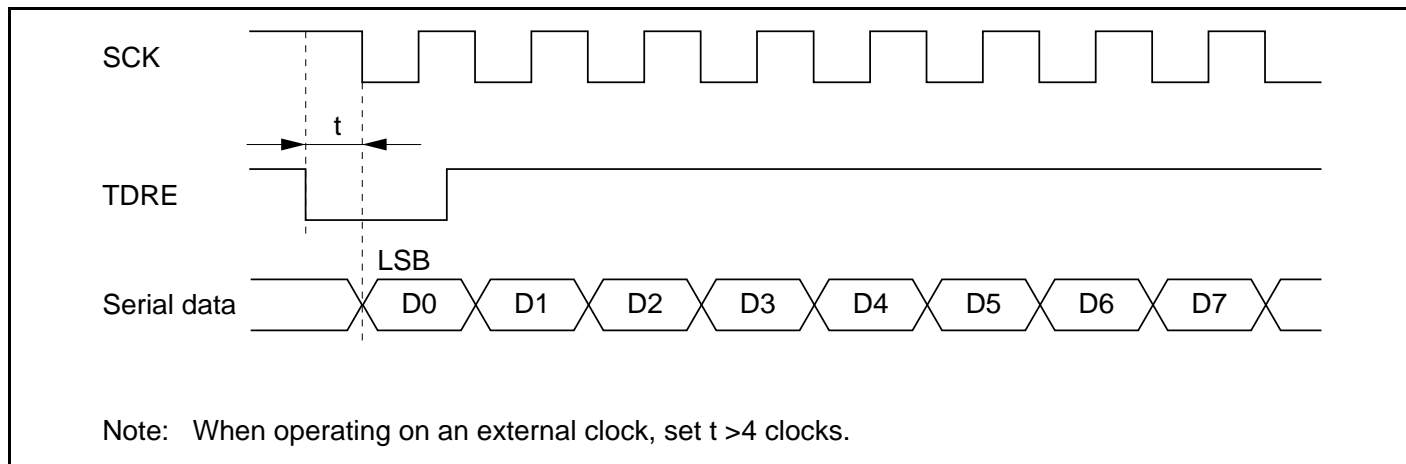 SCK
t
TDRE
LSB
Serial data D0 D1 D2 D3 D4 D5 D6 D7
Note: When operating on an external clock, set t >4 clocks.